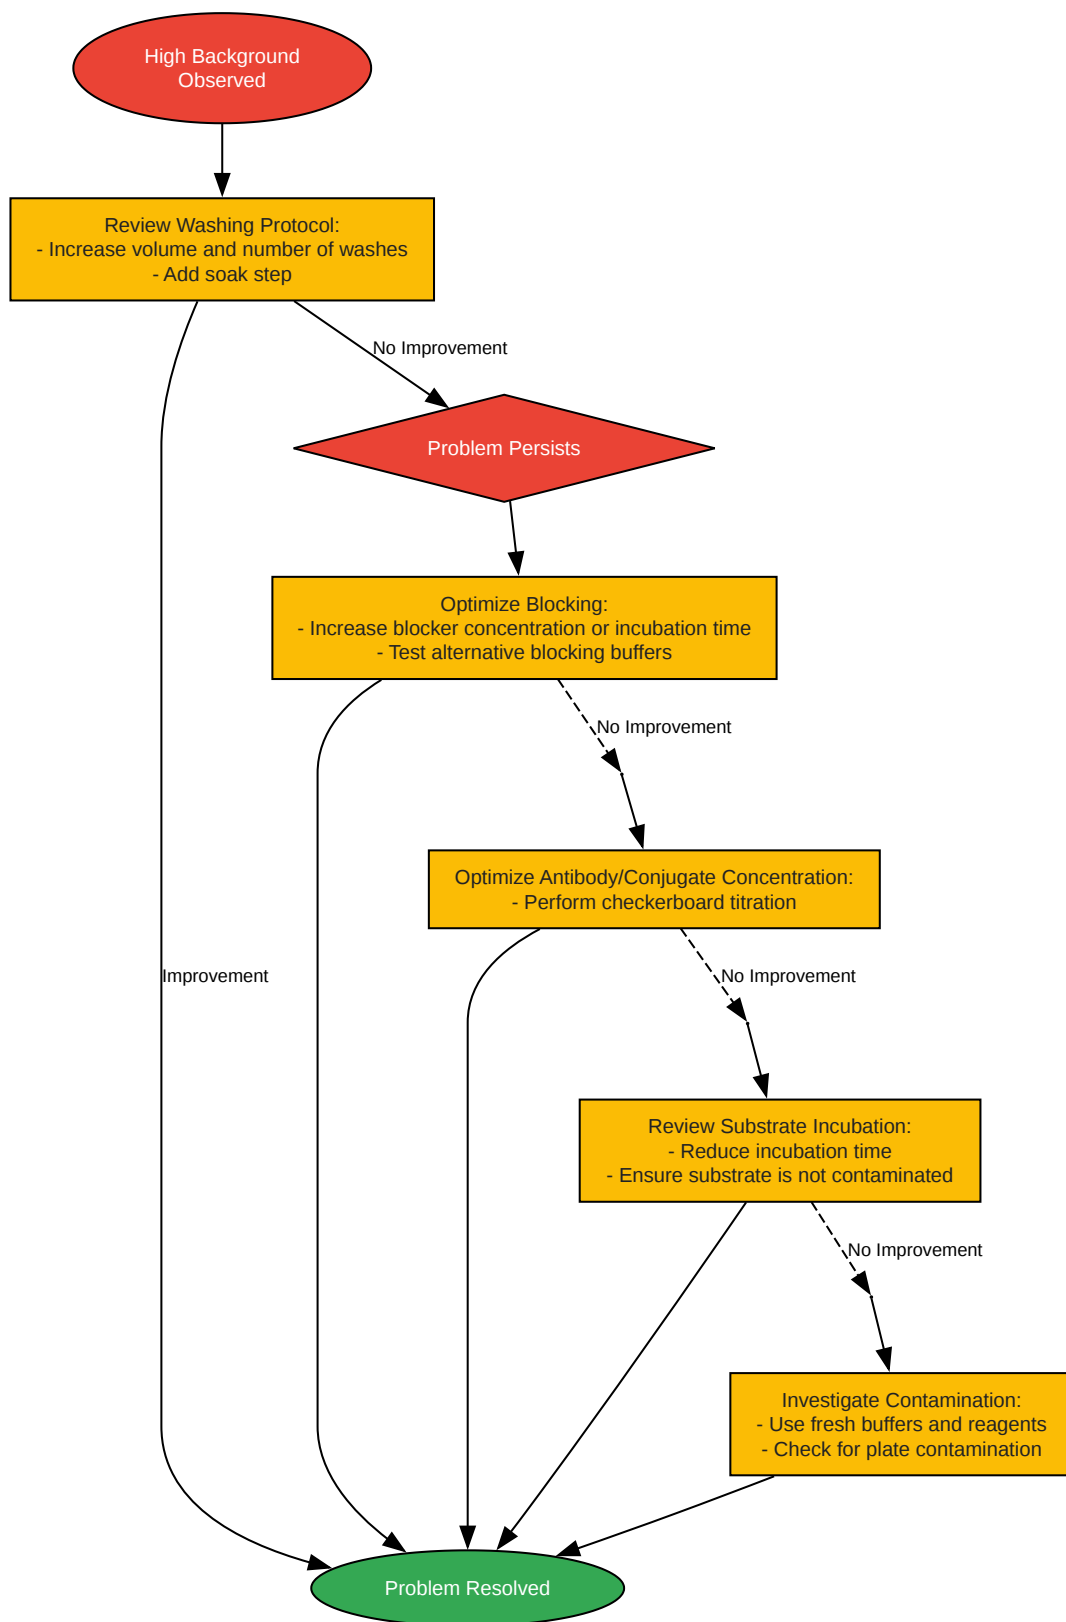 High Background
Observed
Review Washing Protocol:
- Increase volume and number of washes
- Add soak step
No Improvement
Problem Persists
Optimize Blocking:
- Increase blocker concentration or incubation time
- Test alternative blocking buffers
No Improvement
Optimize Antibody/Conjugate Concentration:
- Perform checkerboard titration
Improvement
No Improvement
Review Substrate Incubation:
- Reduce incubation time
- Ensure substrate is not contaminated
No Improvement
Investigate Contamination:
- Use fresh buffers and reagents
- Check for plate contamination
Problem Resolved